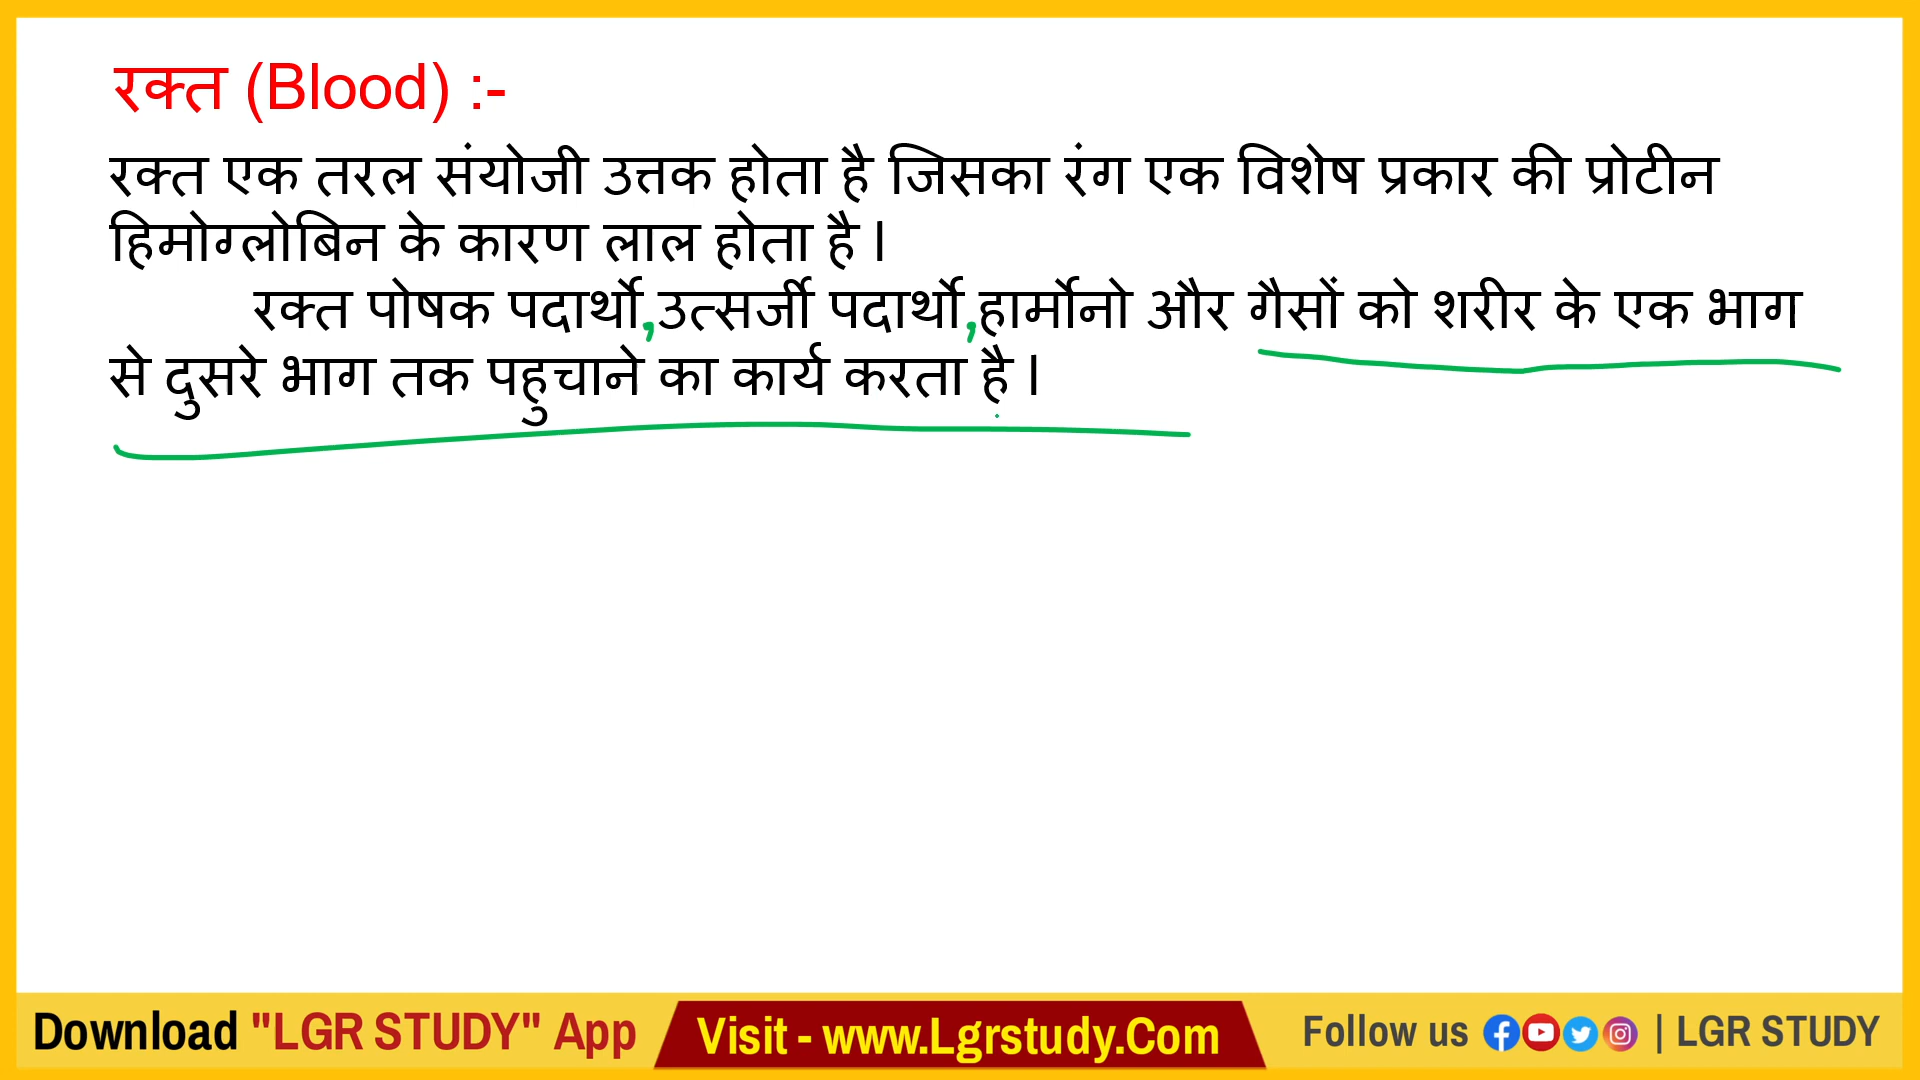 रक्त (Blood) :-
रक्त एक तरल संयोजी उत्तक होता है जिसका रंग एक विशेष प्रकार की प्रोटीन
हिमोग्लोबिन के कारण लाल होता है l
रक्त पोषक पदार्थो,उत्सर्जी पदार्थो,हार्मोनो और गैसों को शरीर के एक भाग
से दुसरे भाग तक पहुचाने का कार्य करता है l
Download "LGR STUDY" App
Visit - www.Lgrstudy.Com
Follow us | LGR STUDY